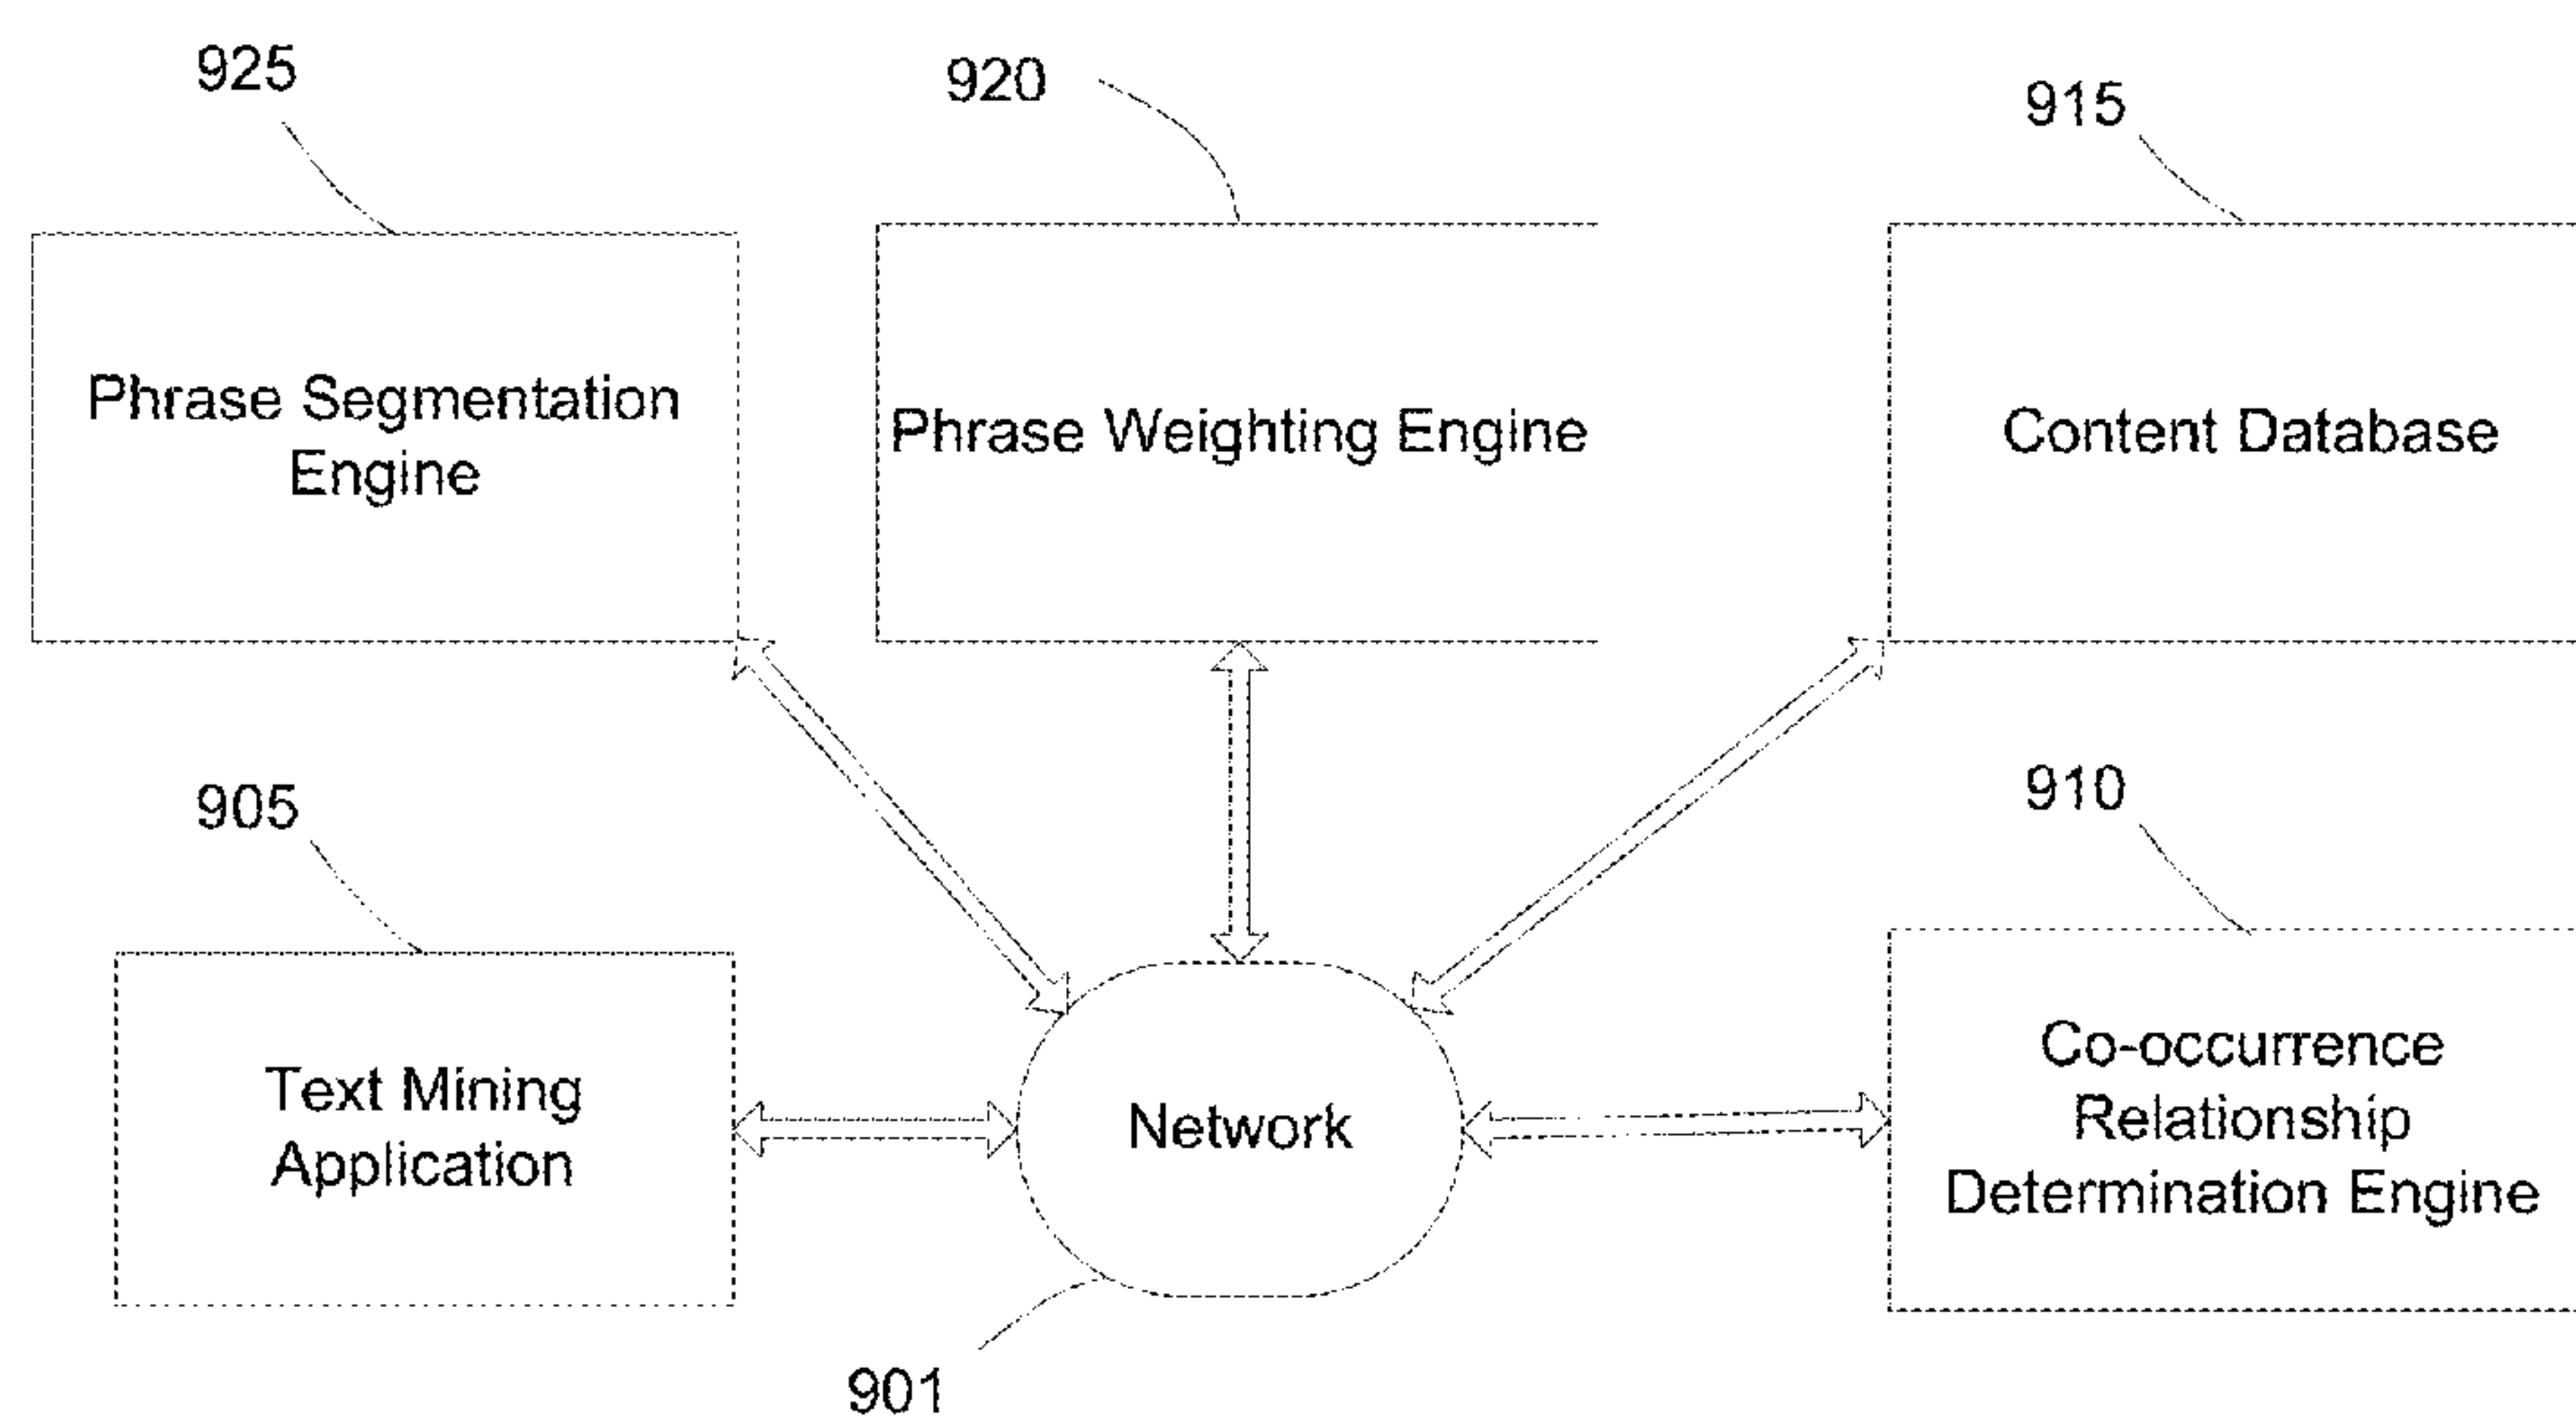 925
920
915
Phrase Segmentation
Engine
Phrase Weighting Engine
Content Database
905
910
Text Mining
Application
Network
Co-occurrence
Relationship
Determination Engine
901